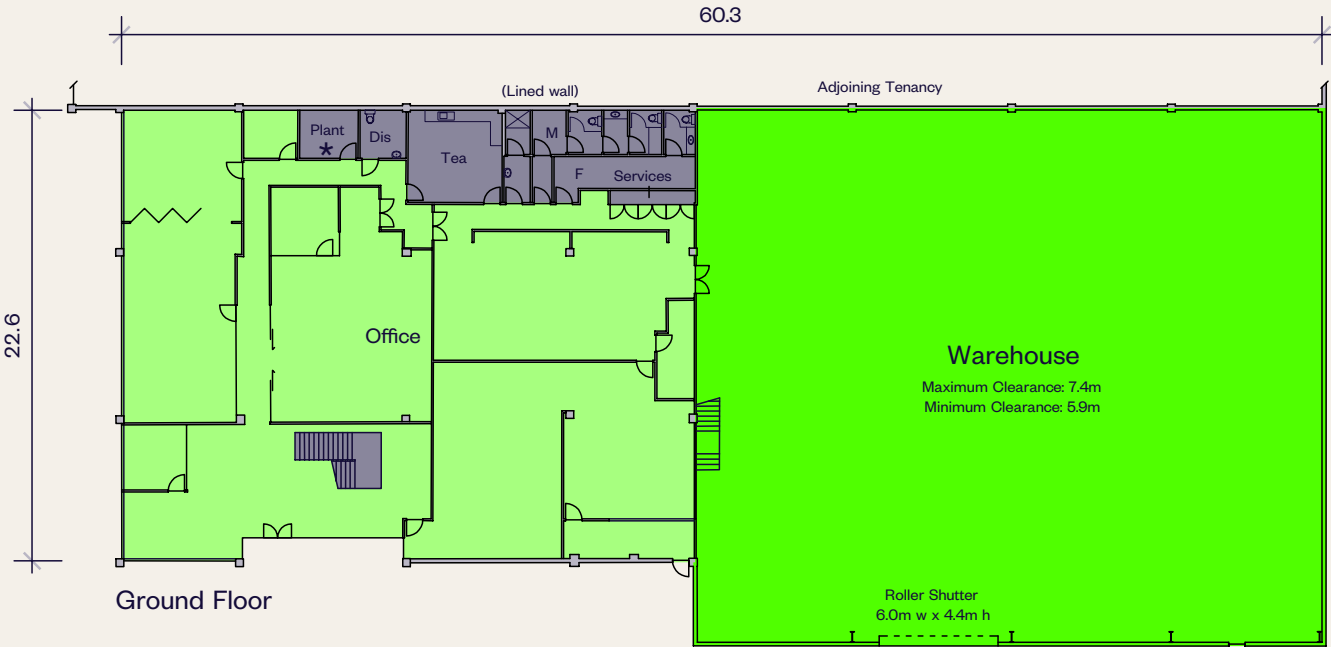 60.3
(Lined wall)
Adjoining Tenancy
Plant
*
Dis
Tea
M
F
Services
22.6
Office
Warehouse
Maximum Clearance: 7.4m
Minimum Clearance: 5.9m
Roller Shutter
6.0m w x 4.4m h
Ground Floor